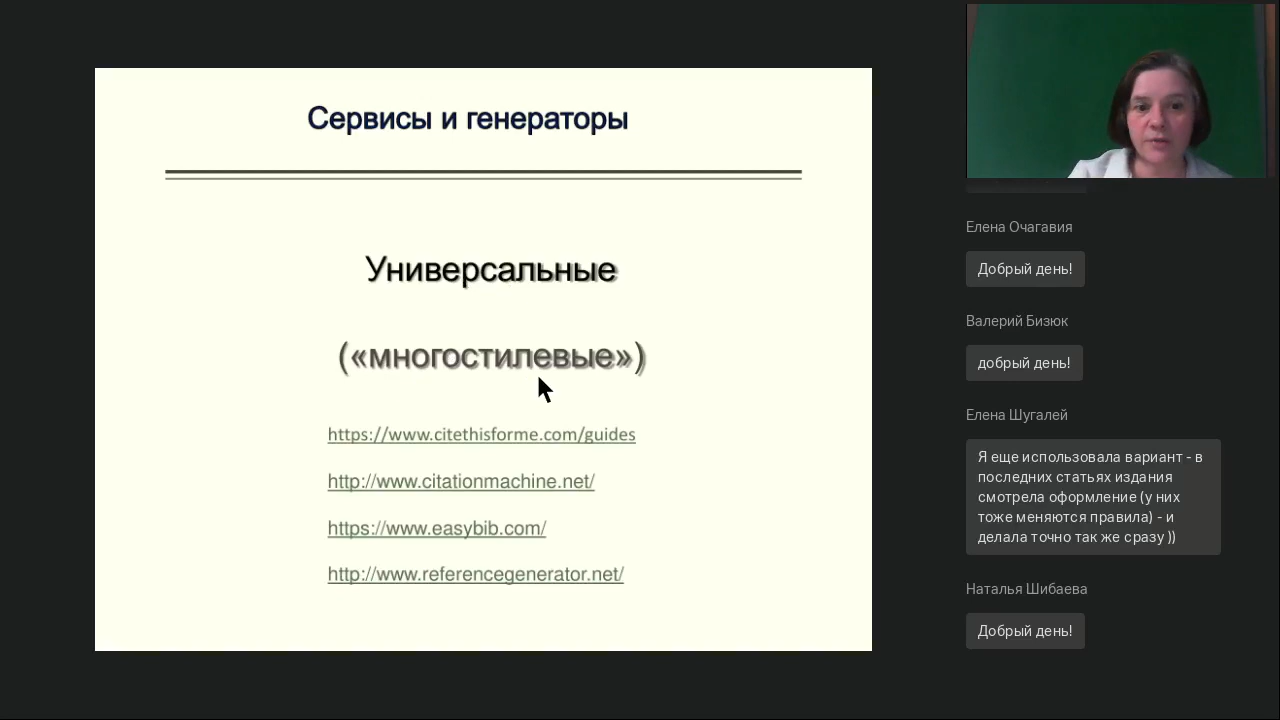 Сервисы и генераторы
Универсальные
(«многостилевые»)
https://www.citethisforme.com/guides
http://www.citationmachine.net/
https://www.easybib.com/
http://www.referencegenerator.net/
Елена Очагавия
Добрый день!
Валерий Бизюк
добрый день!
Елена Шугалей
Я еще использовала вариант - в
последних статьях издания
смотрела оформление (у них
тоже меняются правила) - и
делала точно так же сразу ))
Наталья Шибаева
Добрый день!